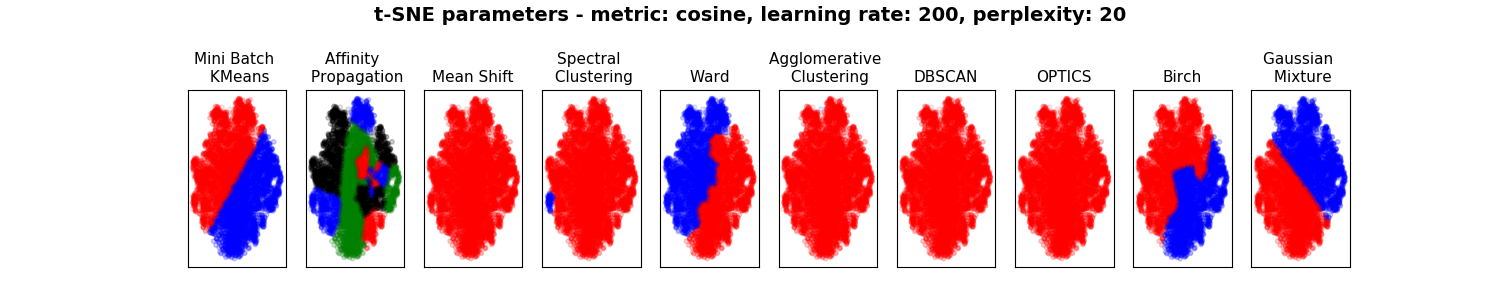 t-SNE parameters - metric: cosine, learning rate: 200, perplexity: 20
Mini Batch
KMeans
Affinity
Propagation
Mean Shift
Spectral
Clustering
Ward
Agglomerative
Clustering
DBSCAN
OPTICS
Birch
Gaussian
Mixture